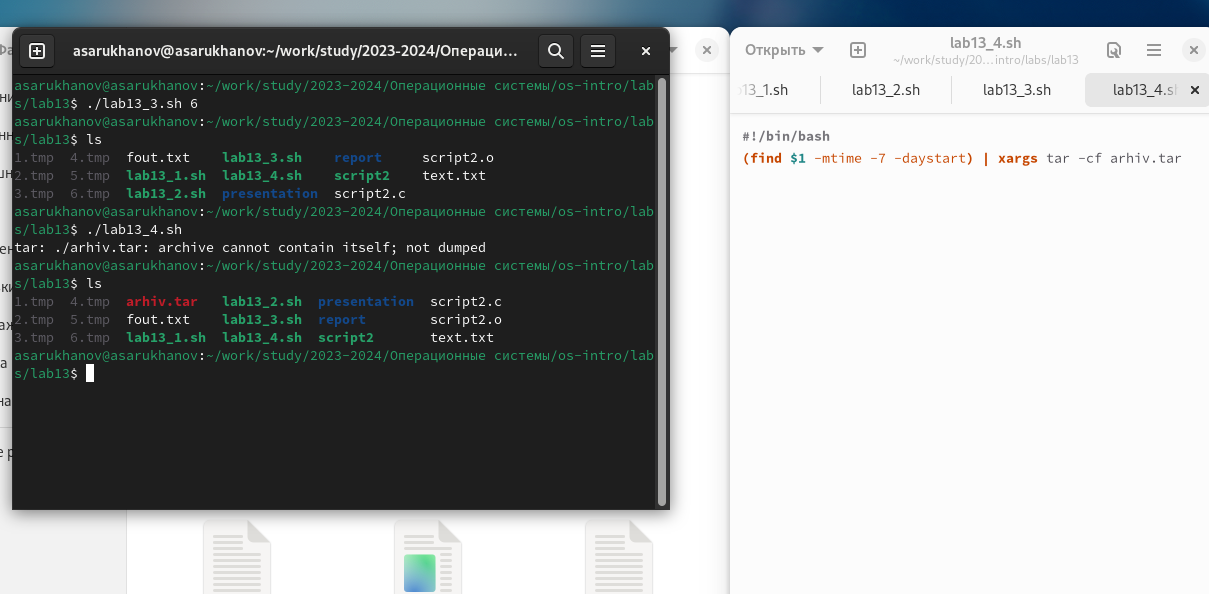 asarukhanov@asarukhanov:~/work/study/2023-2024/Операци…
asarukhanov@asarukhanov:~/work/study/2023-2024/Операционные системы/os-intro/lab
s/lab13$ ./lab13_3.sh 6
asarukhanov@asarukhanov:~/work/study/2023-2024/Операционные системы/os-intro/lab
s/lab13$ ls
1.tmp 4.tmp fout.txt lab13_3.sh report script2.o
2.tmp 5.tmp lab13_1.sh lab13_4.sh script2 text.txt
3.tmp 6.tmp lab13_2.sh presentation script2.c
asarukhanov@asarukhanov:~/work/study/2023-2024/Операционные системы/os-intro/lab
s/lab13$ ./lab13_4.sh
tar: ./arhiv.tar: archive cannot contain itself; not dumped
asarukhanov@asarukhanov:~/work/study/2023-2024/Операционные системы/os-intro/lab
s/lab13$ ls
1.tmp 4.tmp arhiv.tar lab13_2.sh presentation script2.c
2.tmp 5.tmp fout.txt lab13_3.sh report script2.o
3.tmp 6.tmp lab13_1.sh lab13_4.sh script2 text.txt
asarukhanov@asarukhanov:~/work/study/2023-2024/Операционные системы/os-intro/lab
s/lab13$
Открыть
lab13_4.sh
~/work/study/20…intro/labs/lab13
13_1.sh lab13_2.sh lab13_3.sh lab13_4.sh
#!/bin/bash
(find $1 -mtime -7 -daystart) | xargs tar -cf arhiv.tar